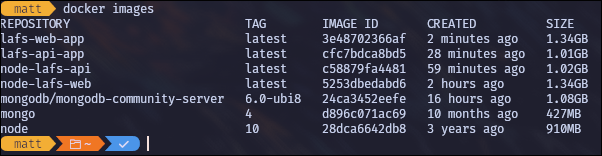 matt docker images
REPOSITORY TAG IMAGE ID CREATED SIZE
lafs-web-app latest 3e48702366af 2 minutes ago 1.34GB
lafs-api-app latest cfc7bdca8bd5 28 minutes ago 1.01GB
node-lafs-api latest c58879fa4481 59 minutes ago 1.02GB
node-lafs-web latest 5253dbedabd6 2 hours ago 1.34GB
mongodb/mongodb-community-server 6.0-ubi8 24ca3452eefe 16 hours ago 1.08GB
mongo 4 d896c071ac69 10 months ago 427MB
node 10 28dca6642db8 3 years ago 910MB
matt ~